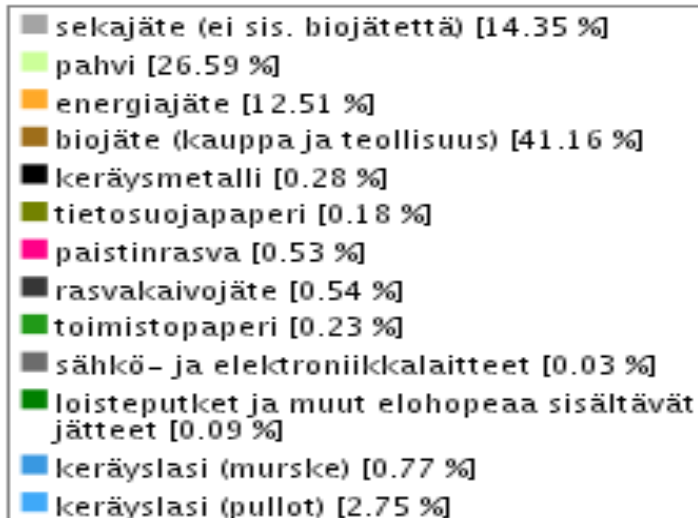 sekajäte (ei sis. biojätettä) [14.35 %]
pahvi [26.59 %]
energiajäte [12.51 %]
biojäte (kauppa ja teollisuus) [41.16 %]
keräysmetalli [0.28 %]
tietosuojapaperi [0.18 %]
paistinrasva [0.53 %]
rasvakaivojäte [0.54 %]
toimistopaperi [0.23 %]
sähkö- ja elektroniikkalaitteet [0.03 %]
loisteputket ja muut elohopeaa sisältävät
jätteet [0.09 %]
keräyslasi (murske) [0.77 %]
keräyslasi (pullot) [2.75 %]